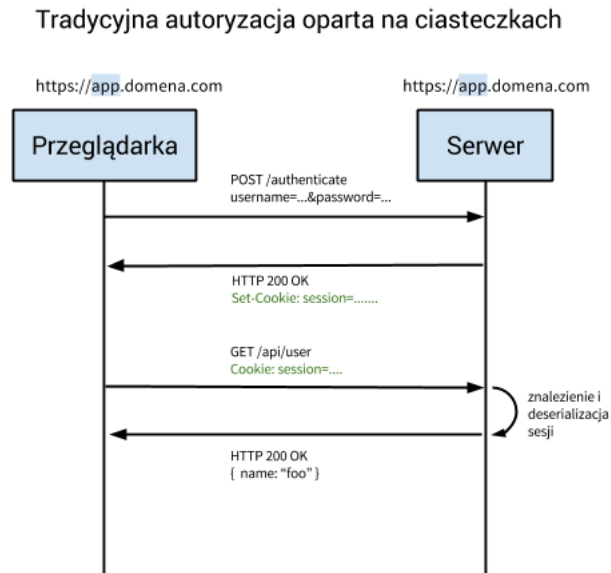 Tradycyjna autoryzacja oparta na ciasteczkach
https://app.domena.com
https://app.domena.com
Przeglądarka
Serwer
POST /authenticate
username=...&password=...
HTTP 200 OK
Set-Cookie: session=.......
GET /api/user
Cookie: session=....
znalezienie i
deserializacja
sesji
HTTP 200 OK
{ name: “foo” }